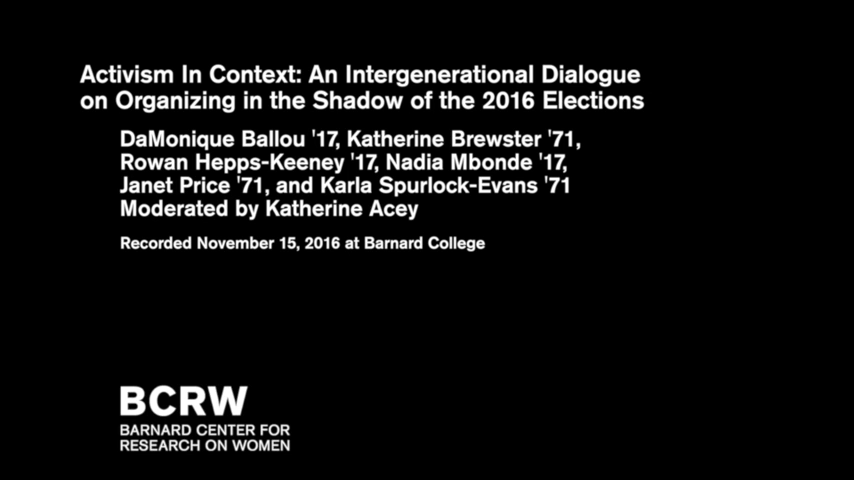 Activism In Context: An Intergenerational Dialogue
on Organizing in the Shadow of the 2016 Elections
DaMonique Ballou '17, Katherine Brewster '71,
Rowan Hepps-Keeney '17, Nadia Mbonde '17,
Janet Price '71, and Karla Spurlock-Evans '71
Moderated by Katherine Acey
Recorded November 15, 2016 at Barnard College
BCRW
BARNARD CENTER FOR
RESEARCH ON WOMEN